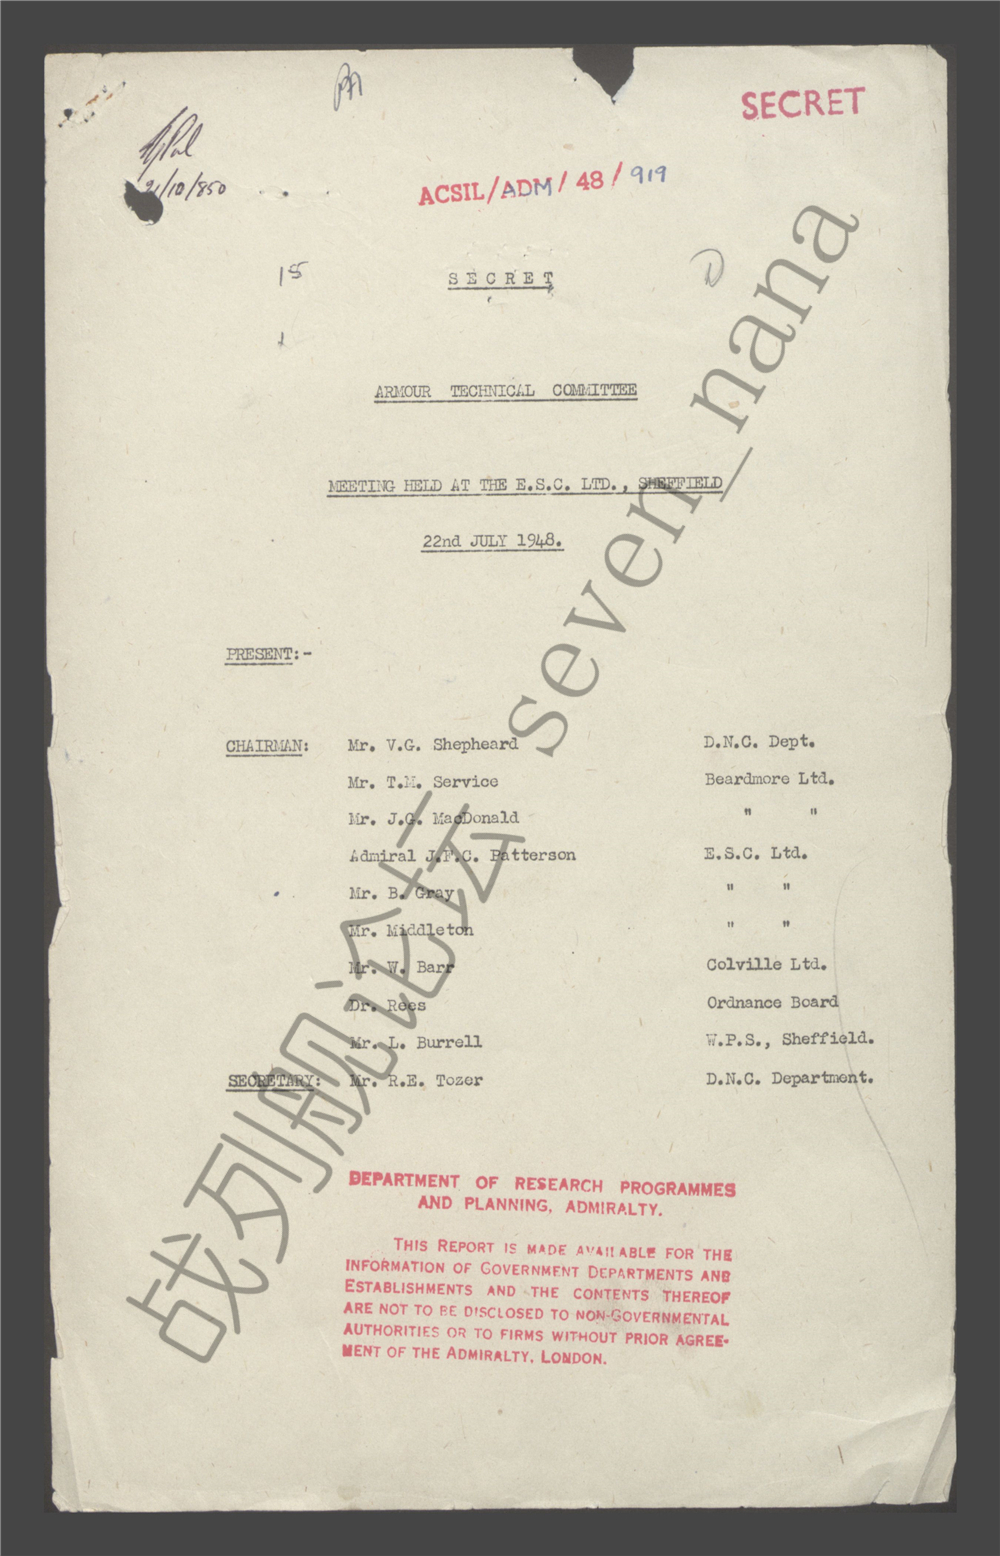 PA
SECRET
21/10/850
ACSIL/ADM/48/919
15
SECRET
D
ARMOUR TECHNICAL COMMITTEE
MEETING HELD AT THE E.S.C. LTD., SHEFFIELD
22nd JULY 1948.
PRESENT:-
CHAIRMAN: Mr. V.G. Shepheard D.N.C. Dept.
Mr. T.M. Service Beardmore Ltd.
Mr. J.G. MacDonald " "
Admiral J.F.C. Patterson E.S.C. Ltd.
Mr. B. Gray " "
Mr. Middleton " "
Mr. W. Barr Colville Ltd.
Dr. Rees Ordnance Board
Mr. L. Burrell W.P.S., Sheffield.
SECRETARY: Mr. R.E. Tozer D.N.C. Department.
DEPARTMENT OF RESEARCH PROGRAMMES
AND PLANNING, ADMIRALTY.
THIS REPORT IS MADE AVAILABLE FOR THE
INFORMATION OF GOVERNMENT DEPARTMENTS AND
ESTABLISHMENTS AND THE CONTENTS THEREOF
ARE NOT TO BE DISCLOSED TO NON-GOVERNMENTAL
AUTHORITIES OR TO FIRMS WITHOUT PRIOR AGREE-
MENT OF THE ADMIRALTY, LONDON.
战列舰论坛 seven_nana